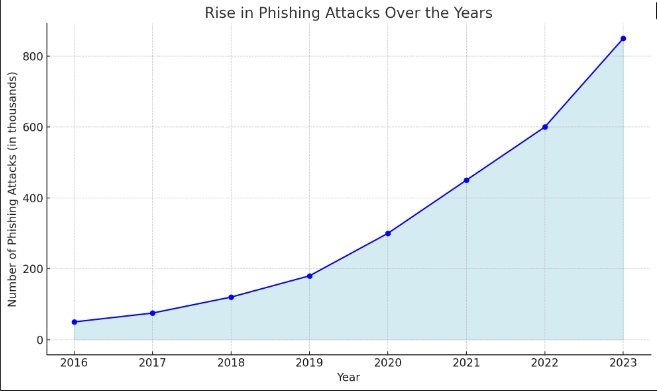 Rise in Phishing Attacks Over the Years
Number of Phishing Attacks (in thousands)
800
600
400
200
0
2016 2017 2018 2019 2020 2021 2022 2023
Year